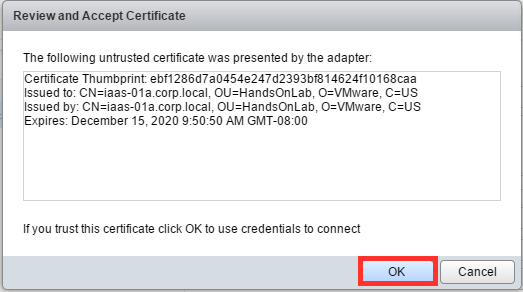 Review and Accept Certificate
The following untrusted certificate was presented by the adapter:
Certificate Thumbprint: ebf1286d7a0454e247d2393bf814624f10168caa
Issued to: CN=iaas-01a.corp.local, OU=HandsOnLab, O=VMware, C=US
Issued by: CN=iaas-01a.corp.local, OU=HandsOnLab, O=VMware, C=US
Expires: December 15, 2020 9:50:50 AM GMT-08:00
If you trust this certificate click OK to use credentials to connect
OK
Cancel